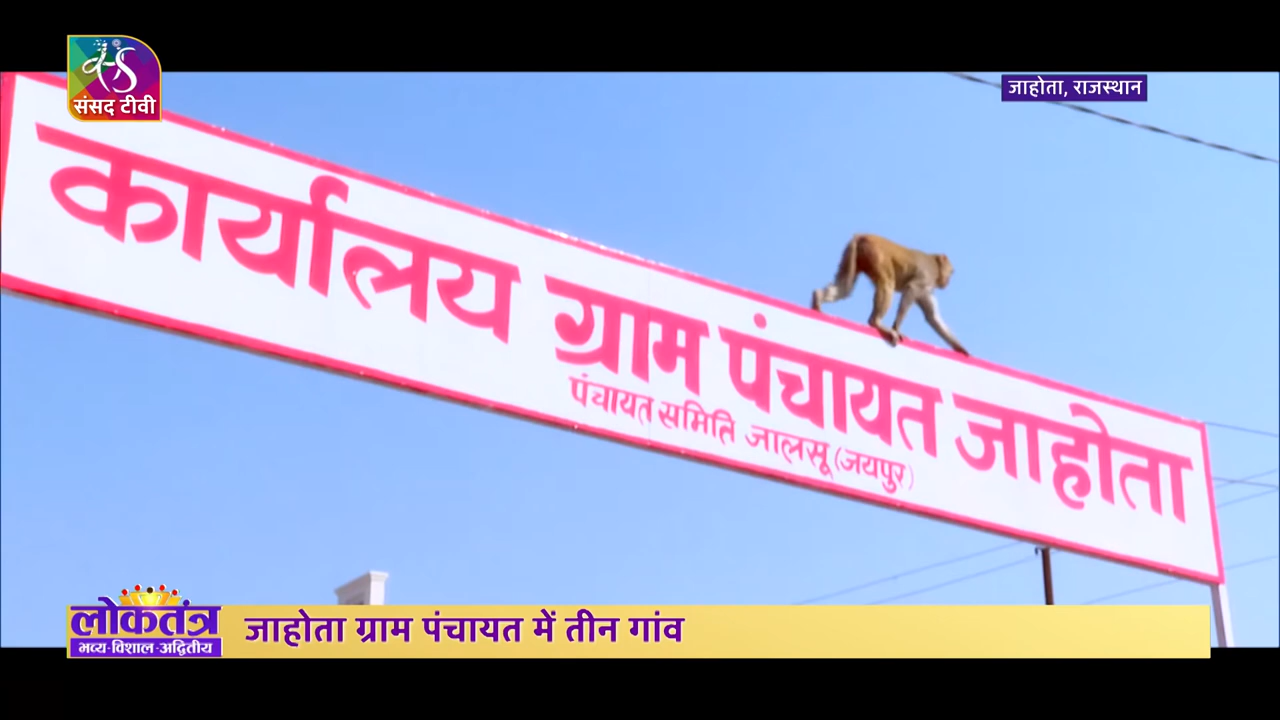 संसद टीवी
जाहोता, राजस्थान
कार्यालय ग्राम पंचायत जाहोता
पंचायत समिति जालसू (जयपुर)
लोकतंत्र
भव्य-विशाल-अद्वितीय
जाहोता ग्राम पंचायत में तीन गांव